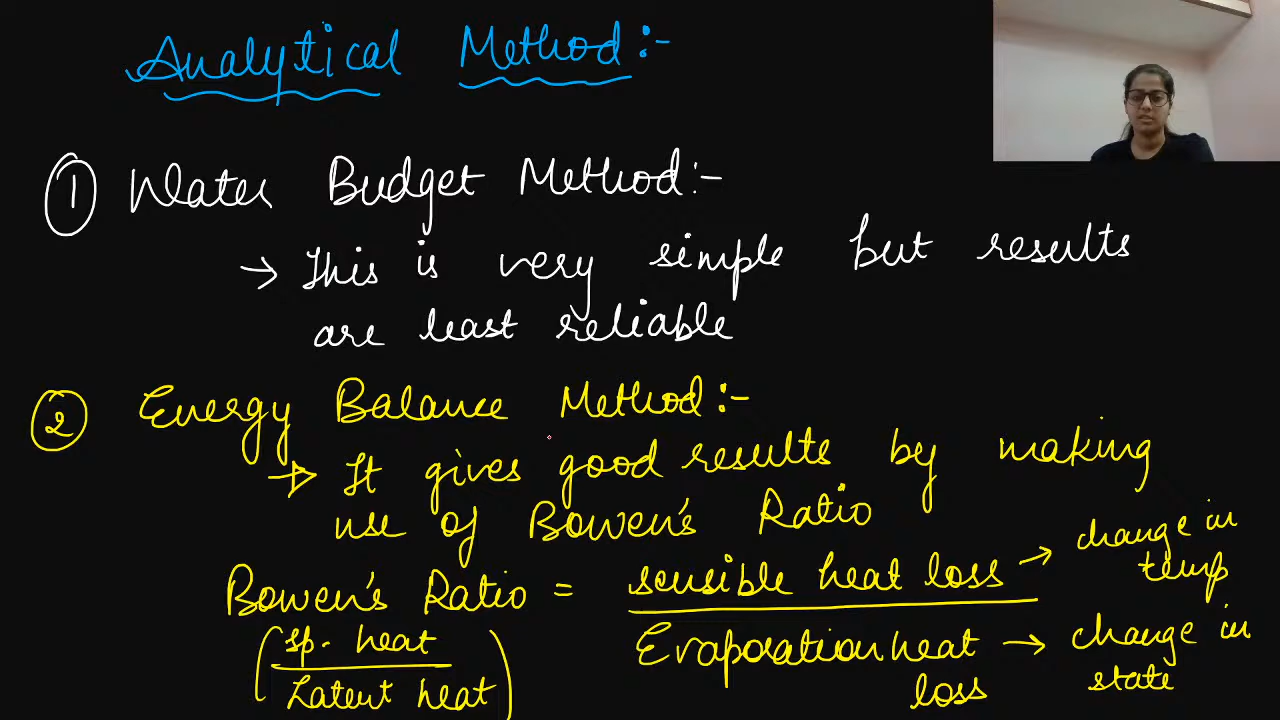 Analytical Method:-
① Water Budget Method:-
→ This is very simple but results
are least reliable
② Energy Balance Method:-
→ It gives good results by making
use of Bowen's Ratio
Bowen's Ratio = sensible heat loss → change in temp
(sp. heat / Latent heat)
Evaporation heat loss → change in state